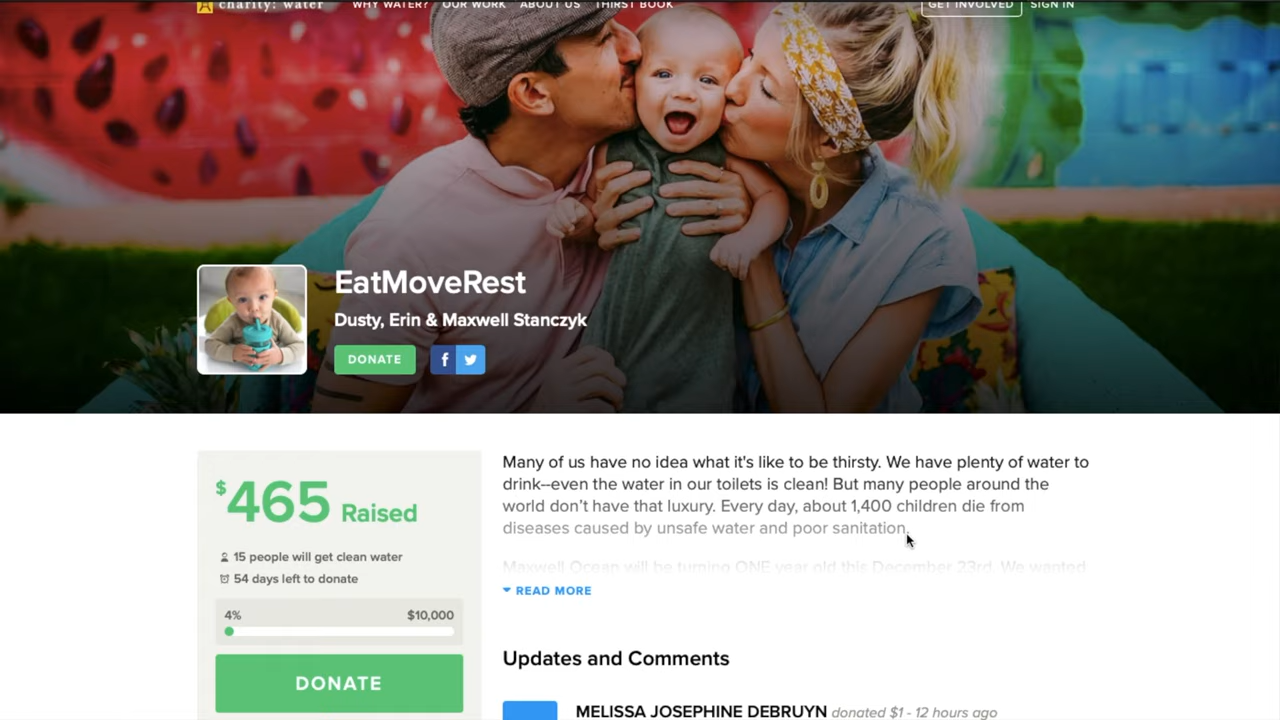 charity: water WHY WATER? OUR WORK ABOUT US THIRST BOOK GET INVOLVED SIGN IN
EatMoveRest
Dusty, Erin & Maxwell Stanczyk
DONATE
$465 Raised
15 people will get clean water
54 days left to donate
4% $10,000
DONATE
Many of us have no idea what it's like to be thirsty. We have plenty of water to
drink--even the water in our toilets is clean! But many people around the
world don't have that luxury. Every day, about 1,400 children die from
diseases caused by unsafe water and poor sanitation.
Maxwell Ocean will be turning ONE year old this December 23rd. We wanted
READ MORE
Updates and Comments
MELISSA JOSEPHINE DEBRUYN donated $1 - 12 hours ago